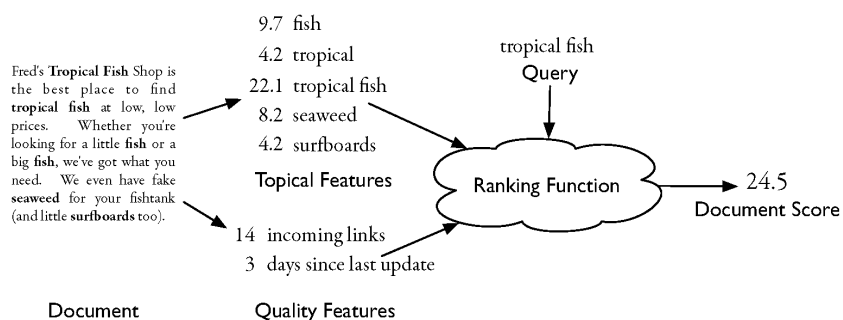 Fred's Tropical Fish Shop is
the best place to find
tropical fish at low, low
prices. Whether you're
looking for a little fish or a
big fish, we've got what you
need. We even have fake
seaweed for your fishtank
(and little surfboards too).
Document
9.7 fish
4.2 tropical
22.1 tropical fish
8.2 seaweed
4.2 surfboards
Topical Features
14 incoming links
3 days since last update
Quality Features
tropical fish
Query
Ranking Function
24.5
Document Score